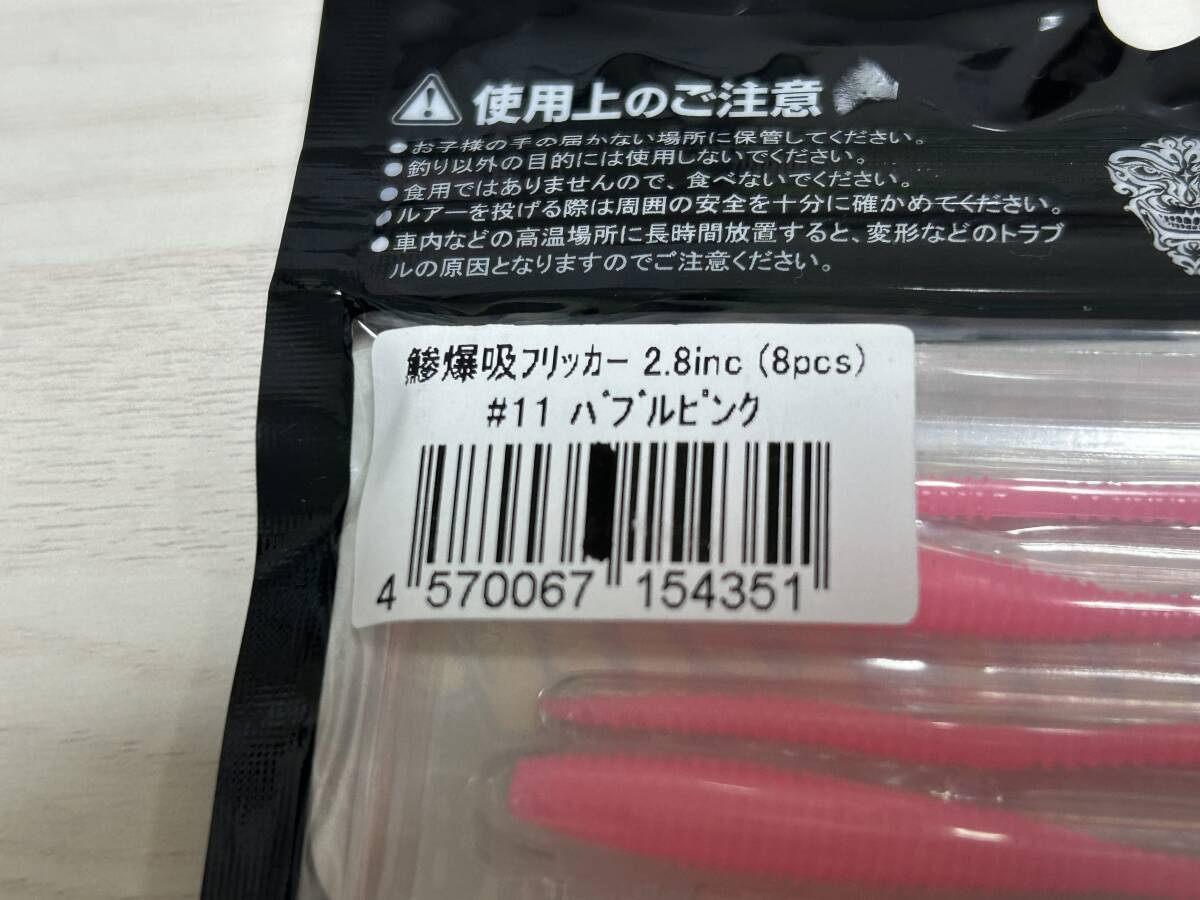 使用上のご注意
●お子様の手の届かない場所に保管してください。
●釣り以外の目的には使用しないでください。
●食用ではありませんので、食べないでください。
●ルアーを投げる際は周囲の安全を十分に確かめてください。
●車内などの高温場所に長時間放置すると、変形などのトラブ
ルの原因となりますのでご注意ください。
鯵爆吸フリッカー 2.8inc (8pcs)
#11 バブルピンク
4 570067 154351